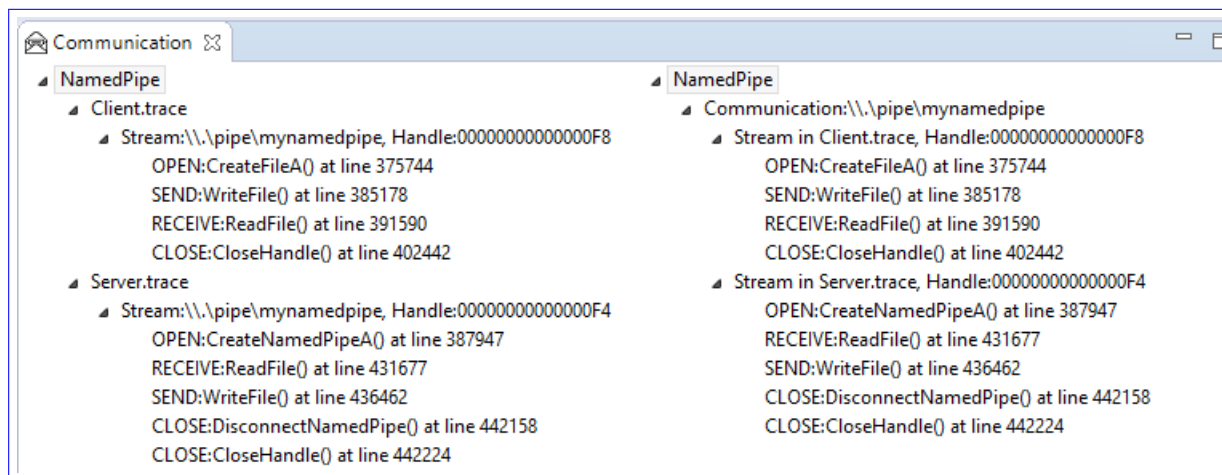 Communication
NamedPipe
Client.trace
Stream:\\.\pipe\mynamedpipe, Handle:00000000000000F8
OPEN:CreateFileA() at line 375744
SEND:WriteFile() at line 385178
RECEIVE:ReadFile() at line 391590
CLOSE:CloseHandle() at line 402442
Server.trace
Stream:\\.\pipe\mynamedpipe, Handle:00000000000000F4
OPEN:CreateNamedPipeA() at line 387947
RECEIVE:ReadFile() at line 431677
SEND:WriteFile() at line 436462
CLOSE:DisconnectNamedPipe() at line 442158
CLOSE:CloseHandle() at line 442224
NamedPipe
Communication:\\.\pipe\mynamedpipe
Stream in Client.trace, Handle:00000000000000F8
OPEN:CreateFileA() at line 375744
SEND:WriteFile() at line 385178
RECEIVE:ReadFile() at line 391590
CLOSE:CloseHandle() at line 402442
Stream in Server.trace, Handle:00000000000000F4
OPEN:CreateNamedPipeA() at line 387947
RECEIVE:ReadFile() at line 431677
SEND:WriteFile() at line 436462
CLOSE:DisconnectNamedPipe() at line 442158
CLOSE:CloseHandle() at line 442224